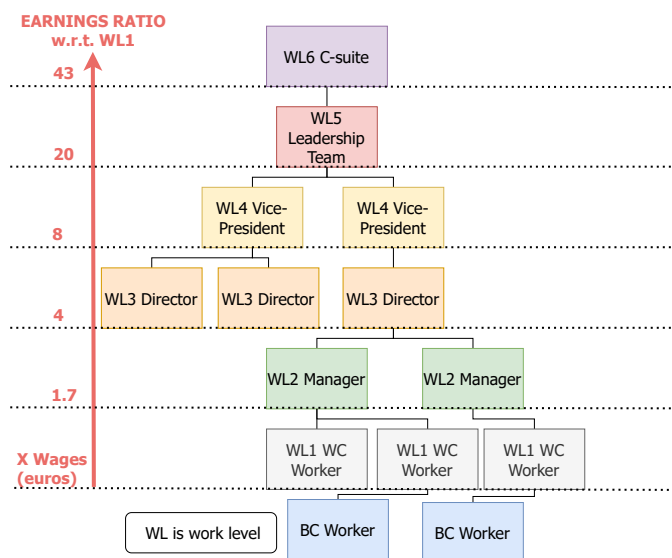 EARNINGS RATIO
w.r.t. WL1
WL6 C-suite
43
WL5
Leadership
Team
20
WL4 Vice-
President
WL4 Vice-
President
8
WL3 Director
WL3 Director
WL3 Director
4
WL2 Manager
WL2 Manager
1.7
WL1 WC
Worker
WL1 WC
Worker
WL1 WC
Worker
X Wages
(euros)
WL is work level
BC Worker
BC Worker